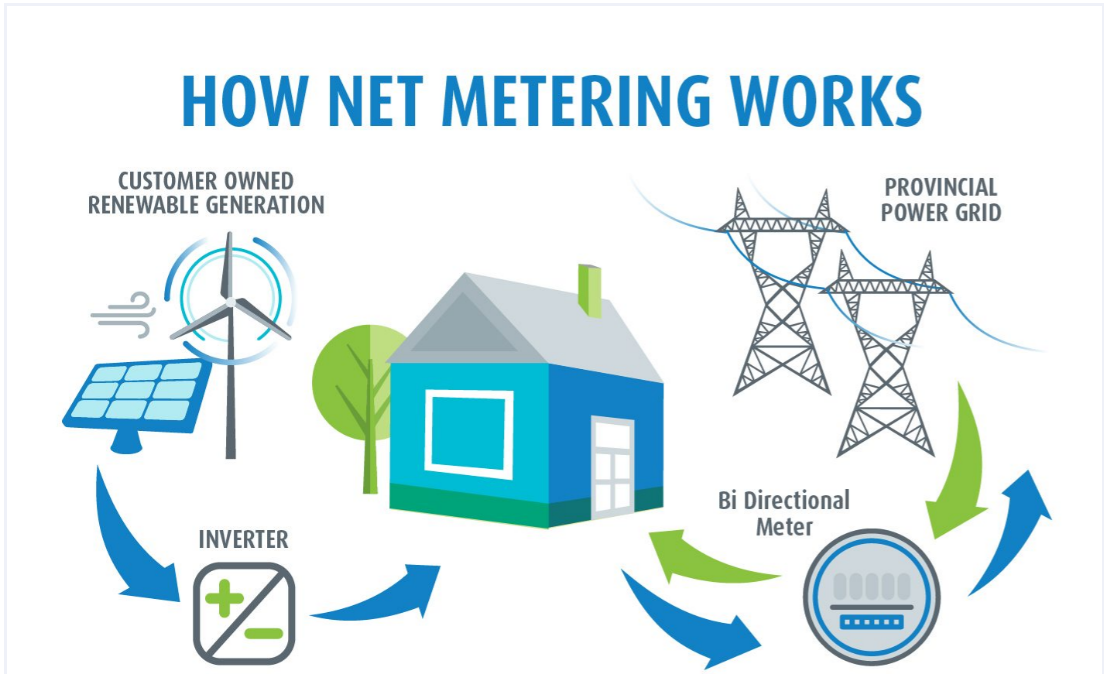 HOW NET METERING WORKS
CUSTOMER OWNED
RENEWABLE GENERATION
PROVINCIAL
POWER GRID
Bi Directional
Meter
INVERTER